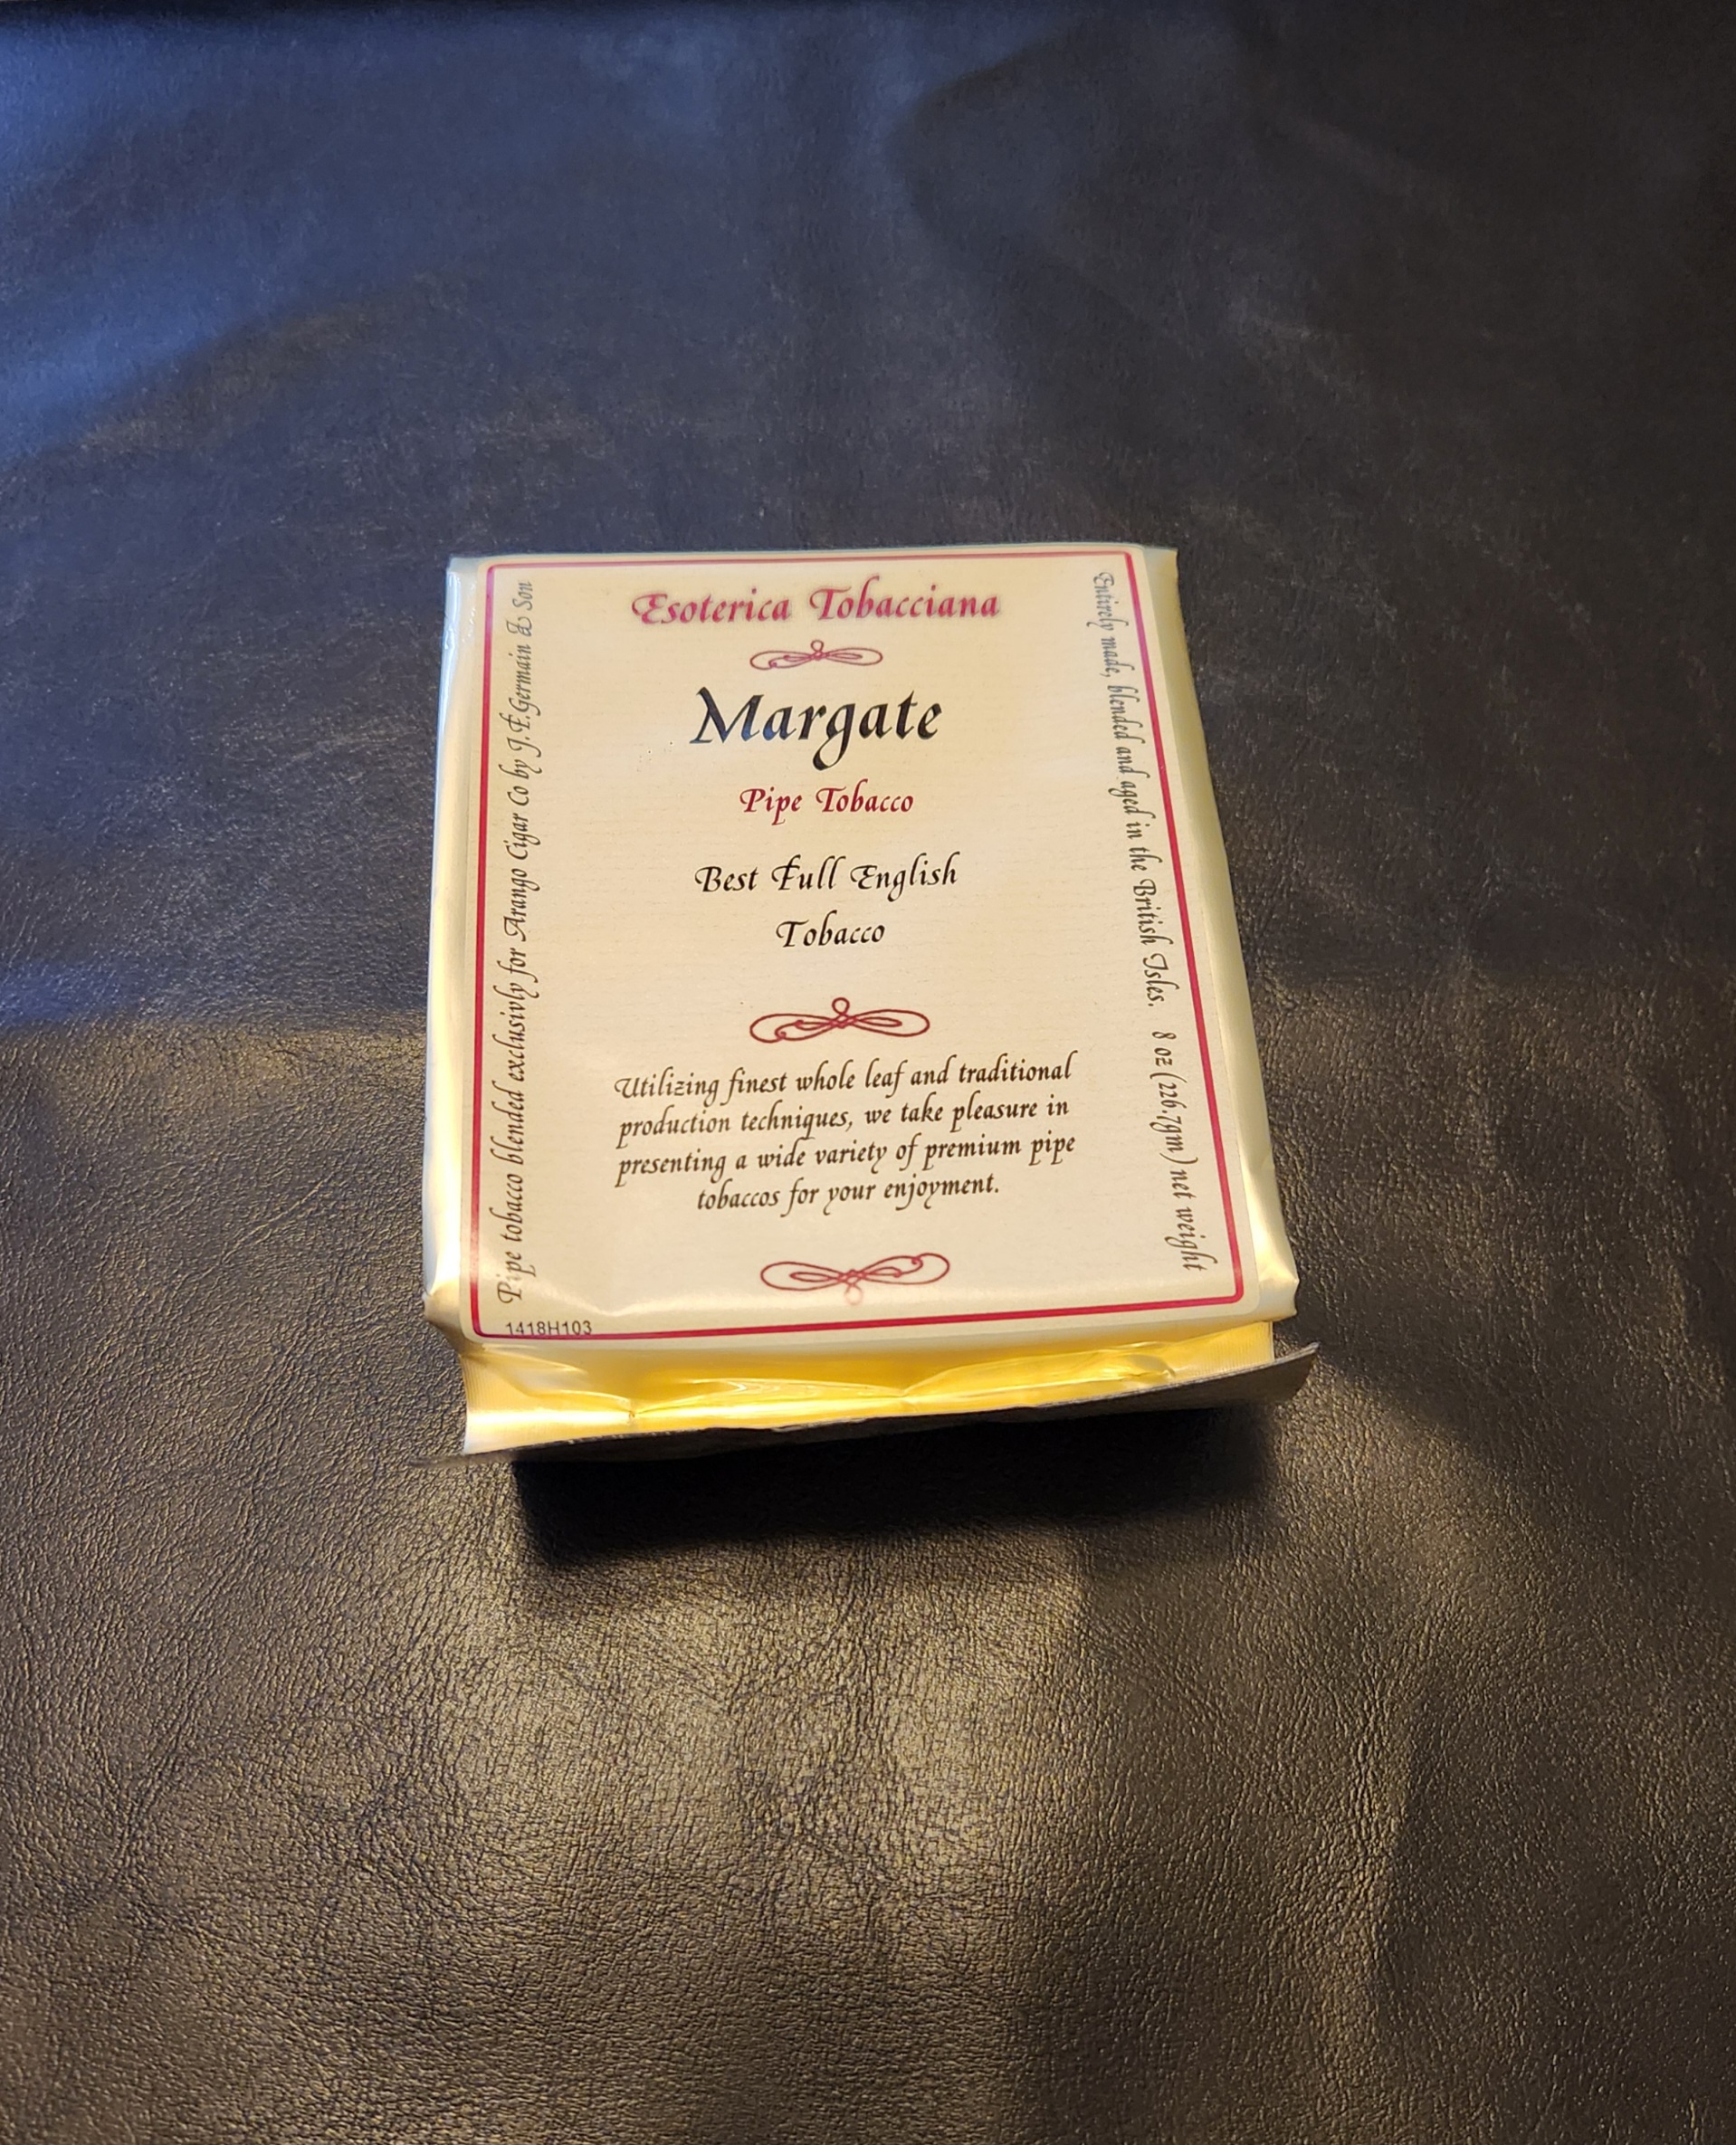 Esoterica Tobacciana
Margate
Pipe Tobacco
Best Full English
Tobacco
Utilizing finest whole leaf and traditional
production techniques, we take pleasure in
presenting a wide variety of premium pipe
tobaccos for your enjoyment.
Pipe tobacco blended exclusivly for Arango Cigar Co by J.F.Germain & Son
Entirely made, blended and aged in the British Isles. 8 oz (226.7gm) net weight
1418H103